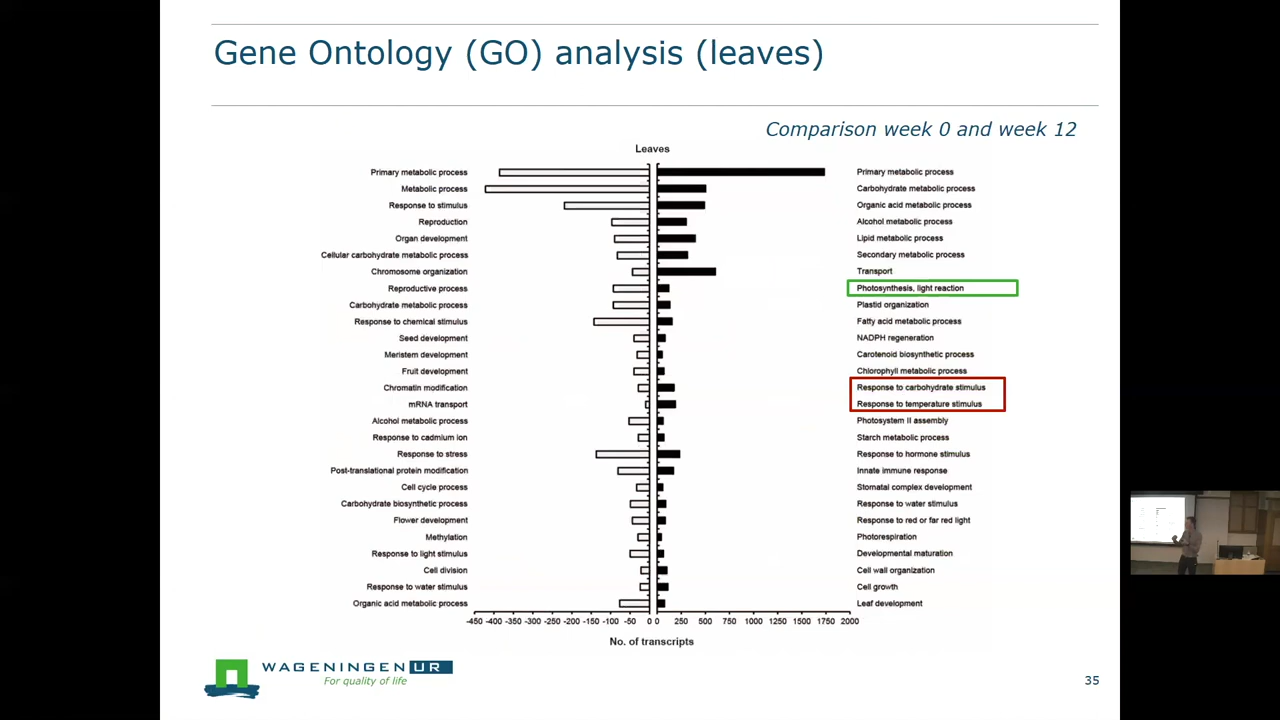 Gene Ontology (GO) analysis (leaves)
Comparison week 0 and week 12
Leaves
Primary metabolic process
Metabolic process
Response to stimulus
Reproduction
Organ development
Cellular carbohydrate metabolic process
Chromosome organization
Reproductive process
Carbohydrate metabolic process
Response to chemical stimulus
Seed development
Meristem development
Fruit development
Chromatin modification
mRNA transport
Alcohol metabolic process
Response to cadmium ion
Response to stress
Post-translational protein modification
Cell cycle process
Carbohydrate biosynthetic process
Flower development
Methylation
Response to light stimulus
Cell division
Response to water stimulus
Organic acid metabolic process
Primary metabolic process
Carbohydrate metabolic process
Organic acid metabolic process
Alcohol metabolic process
Lipid metabolic process
Secondary metabolic process
Transport
Photosynthesis, light reaction
Plastid organization
Fatty acid metabolic process
NADPH regeneration
Carotenoid biosynthetic process
Chlorophyll metabolic process
Response to carbohydrate stimulus
Response to temperature stimulus
Photosystem II assembly
Starch metabolic process
Response to hormone stimulus
Innate immune response
Stomatal complex development
Response to water stimulus
Response to red or far red light
Photorespiration
Developmental maturation
Cell wall organization
Cell growth
Leaf development
-450 -400 -350 -300 -250 -200 -150 -100 -50 0 0 250 500 750 1000 1250 1500 1750 2000
No. of transcripts
WAGENINGEN UR
For quality of life
35